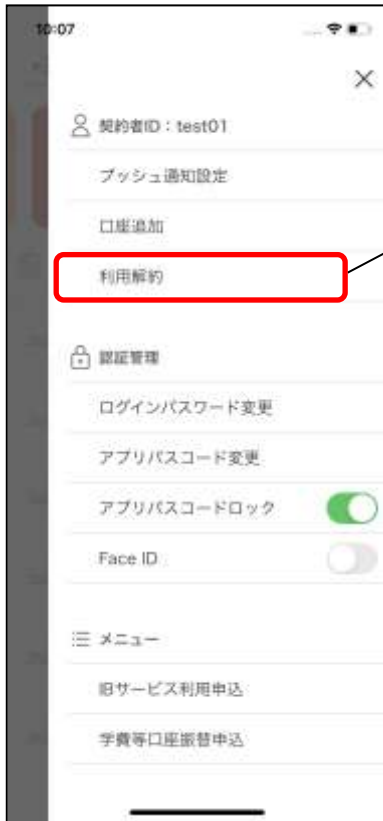 10:07
契約者ID：test01
プッシュ通知設定
口座追加
利用解約
認証管理
ログインパスワード変更
アプリパスコード変更
アプリパスコードロック
Face ID
メニュー
旧サービス利用申込
学費等口座振替申込